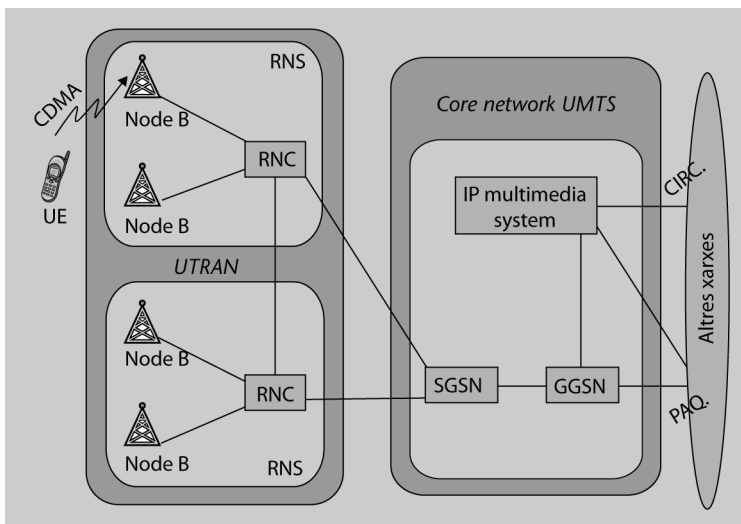 RNS
CDMA
Node B
RNC
UE
Node B
UTRAN
Node B
RNC
Node B
RNS
Core network UMTS
IP multimedia
system
SGSN
GGSN
CIRC.
Altres xarxes
PAQ.